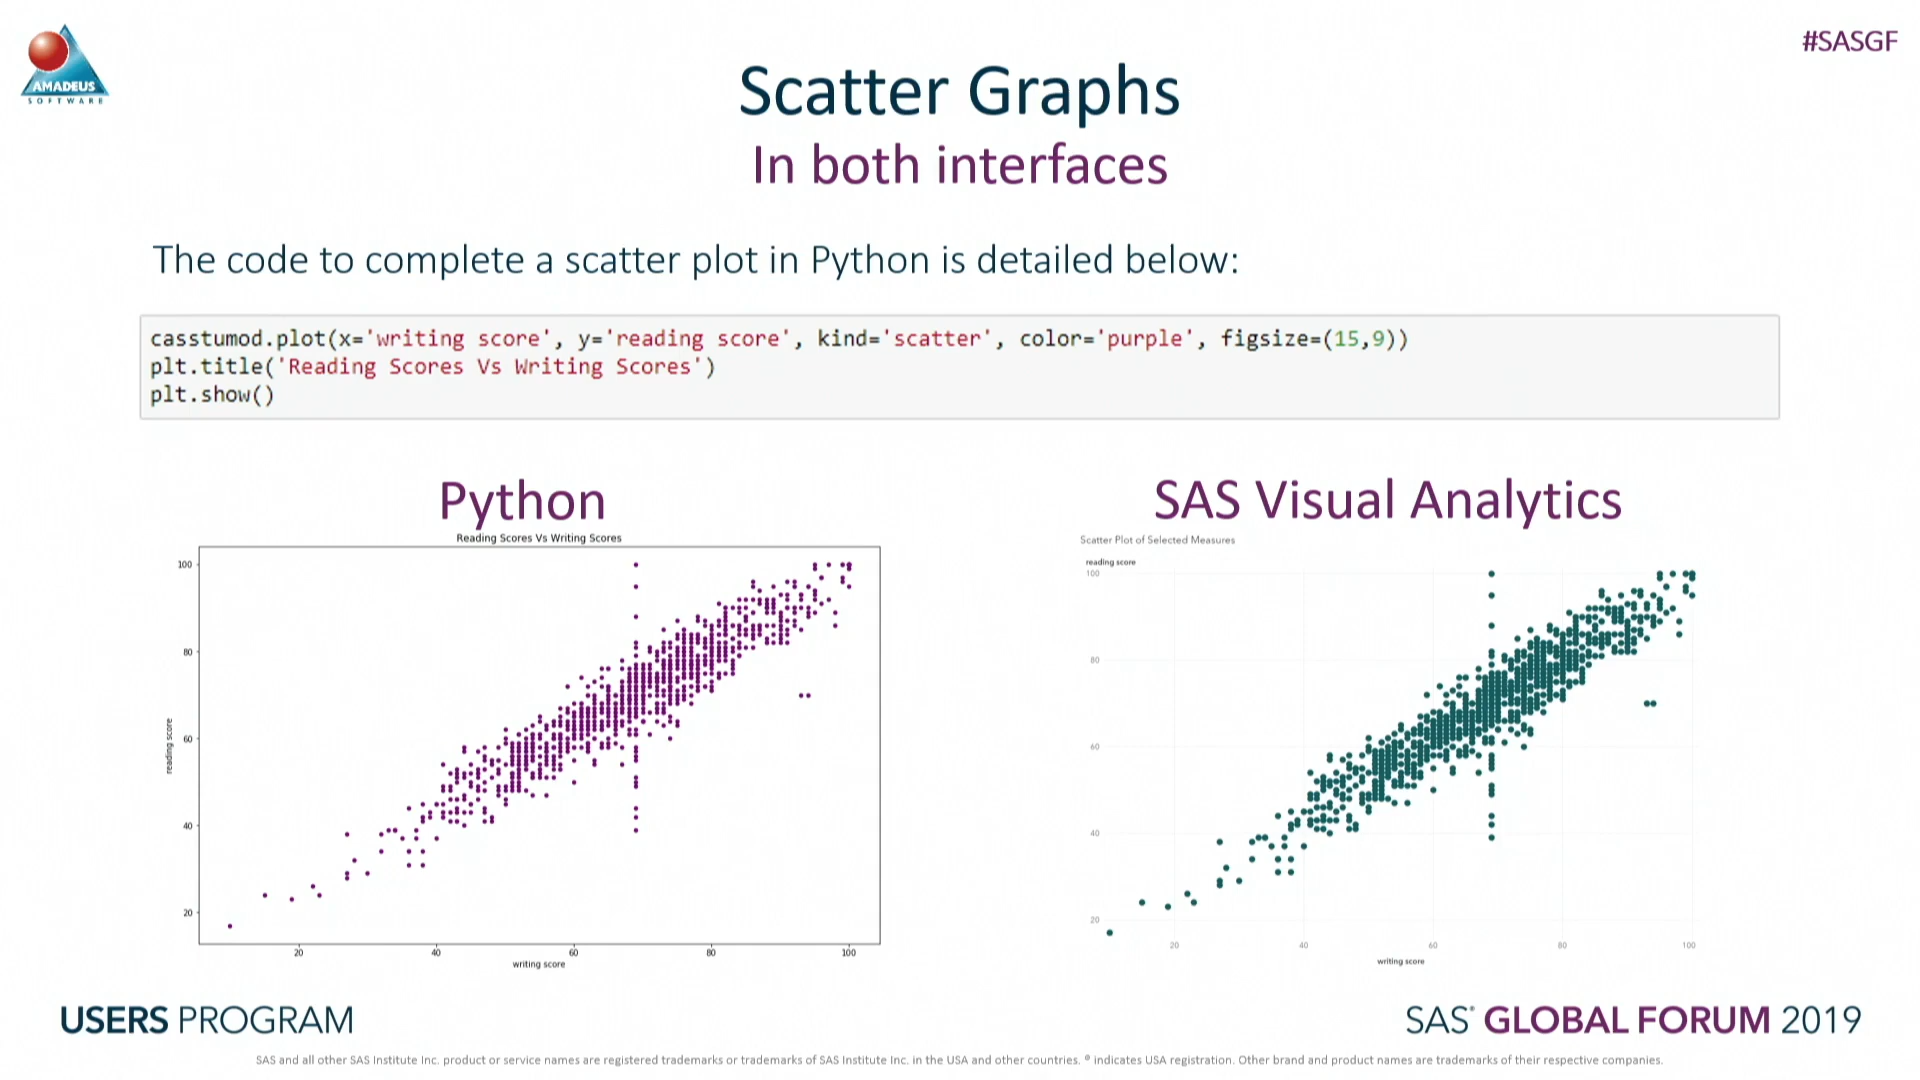 AMADEUS
SOFTWARE
#SASGF
Scatter Graphs
In both interfaces
The code to complete a scatter plot in Python is detailed below:
casstumod.plot(x='writing score', y='reading score', kind='scatter', color='purple', figsize=(15,9))
plt.title('Reading Scores Vs Writing Scores')
plt.show()
Python
Reading Scores Vs Writing Scores
100
80
60
40
20
reading score
20 40 60 80 100
writing score
SAS Visual Analytics
Scatter Plot of Selected Measures
reading score
100
80
60
40
20
20 40 60 80 100
writing score
USERS PROGRAM
SAS® GLOBAL FORUM 2019
SAS and all other SAS Institute Inc. product or service names are registered trademarks or trademarks of SAS Institute Inc. in the USA and other countries. ® indicates USA registration. Other brand and product names are trademarks of their respective companies.